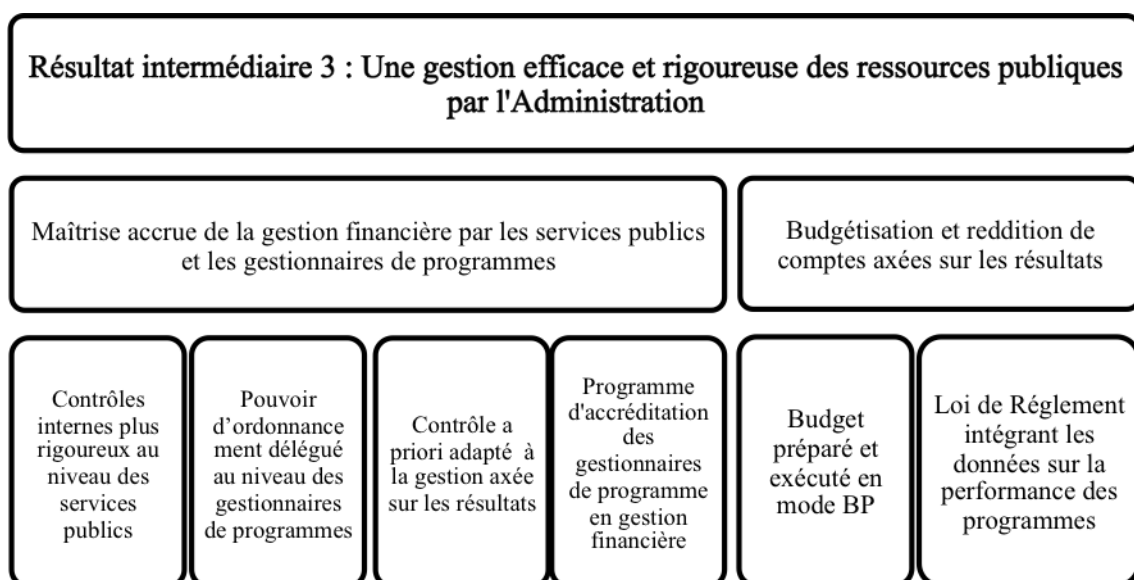 Résultat intermédiaire 3 : Une gestion efficace et rigoureuse des ressources publiques
par l'Administration
Maîtrise accrue de la gestion financière par les services publics
et les gestionnaires de programmes
Budgétisation et reddition de
comptes axées sur les résultats
Contrôles
internes plus
rigoureux au
niveau des
services
publics
Pouvoir
d’ordonnance
ment délégué
au niveau des
gestionnaires
de programmes
Contrôle a
priori adapté à
la gestion axée
sur les résultats
Programme
d'accréditation
des
gestionnaires
de programme
en gestion
financière
Budget
préparé et
exécuté en
mode BP
Loi de Réglement
intégrant les
données sur la
performance des
programmes